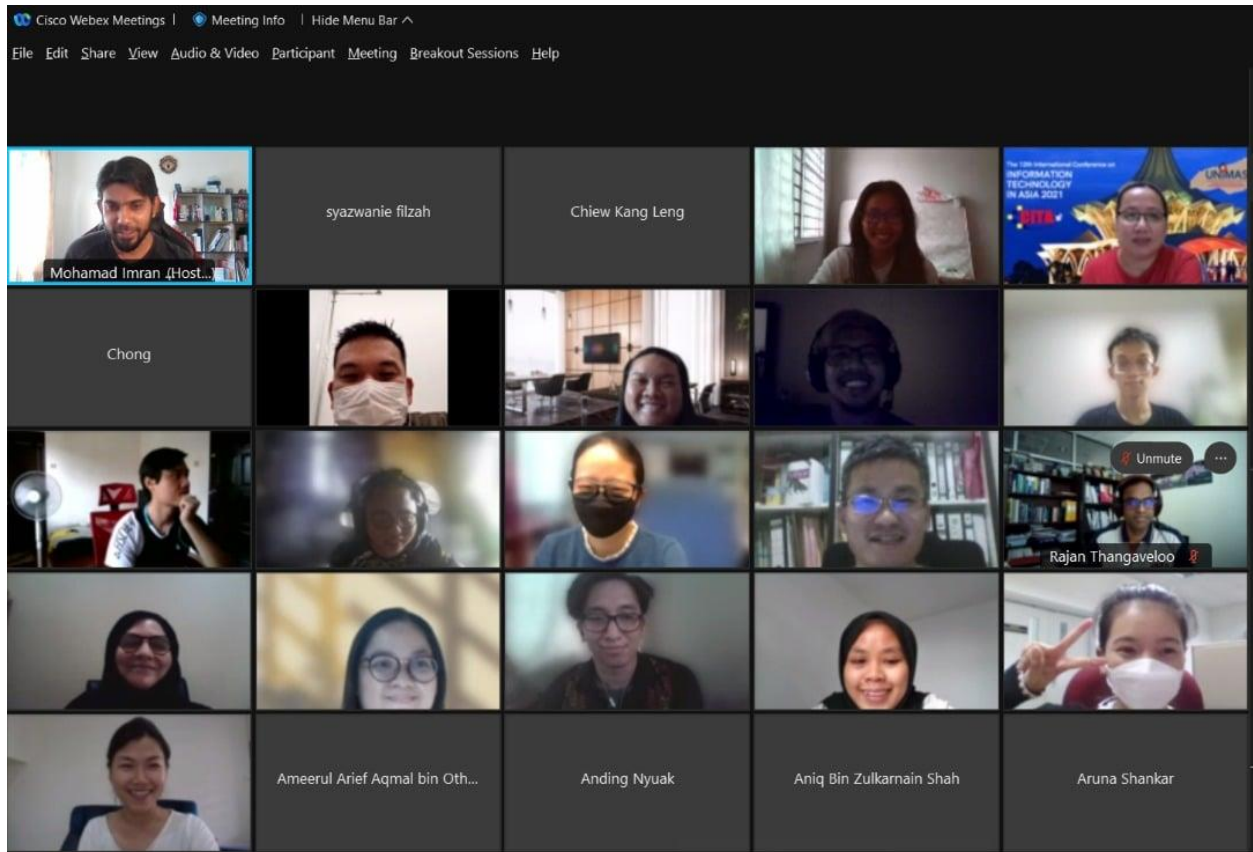 Cisco Webex Meetings | Meeting Info | Hide Menu Bar
File Edit Share View Audio & Video Participant Meeting Breakout Sessions Help
Mohamad Imran (Host...)
syazwanie filzah
Chiew Kang Leng
The 12th International Conference on
INFORMATION
TECHNOLOGY
IN ASIA 2021
UNIMAS
Chong
Unmute
Rajan Thangaveloo
Ameerul Arief Aqmal bin Oth...
Anding Nyuak
Aniq Bin Zulkarnain Shah
Aruna Shankar